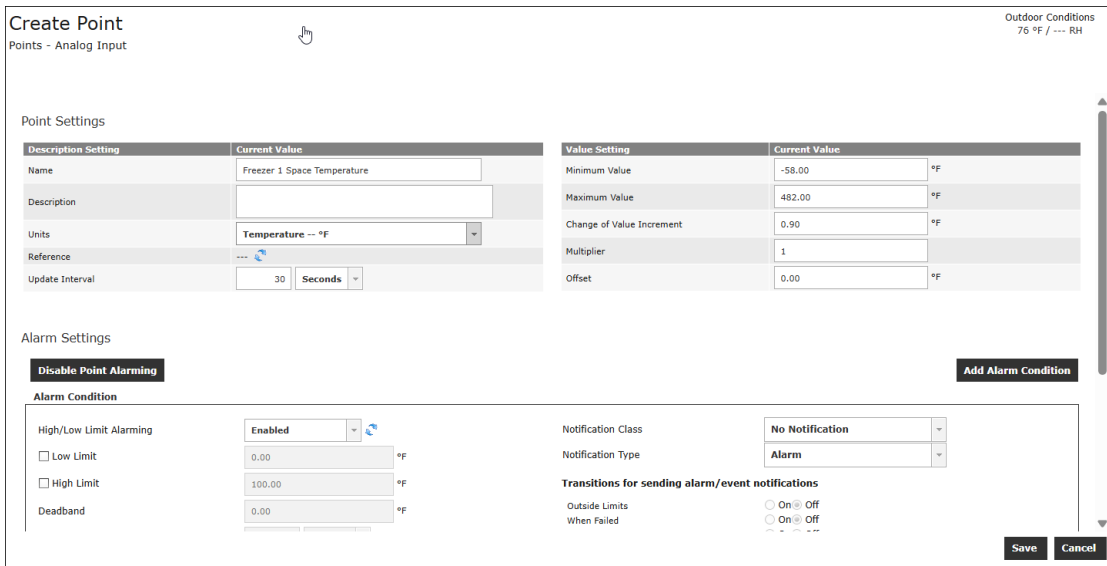 Create Point
Points - Analog Input
Outdoor Conditions
76 °F / --- RH
Point Settings
Description Setting Current Value
Name Freezer 1 Space Temperature
Description
Units Temperature -- °F
Reference ---
Update Interval 30 Seconds
Value Setting Current Value
Minimum Value -58.00 °F
Maximum Value 482.00 °F
Change of Value Increment 0.90 °F
Multiplier 1
Offset 0.00 °F
Alarm Settings
Disable Point Alarming
Add Alarm Condition
Alarm Condition
High/Low Limit Alarming Enabled
Low Limit 0.00 °F
High Limit 100.00 °F
Deadband 0.00 °F
Notification Class No Notification
Notification Type Alarm
Transitions for sending alarm/event notifications
Outside Limits On Off
When Failed On Off
Save Cancel